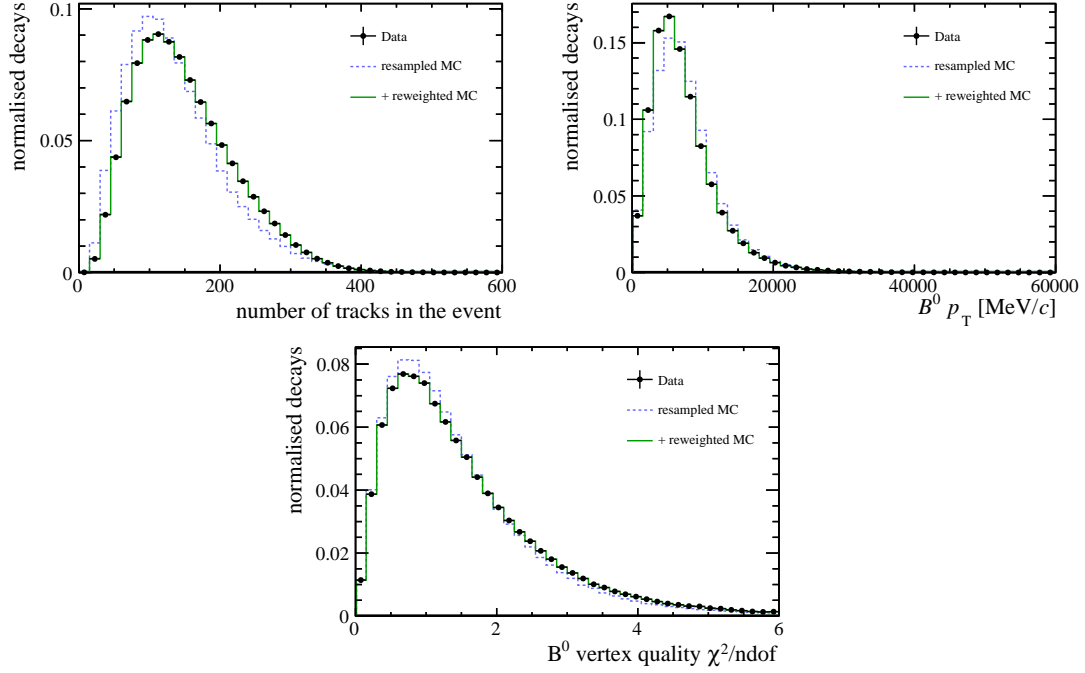 normalised decays
0.1
0.05
0
Data
resampled MC
+ reweighted MC
0 200 400 600
number of tracks in the event
normalised decays
0.15
0.1
0.05
0
Data
resampled MC
+ reweighted MC
0 20000 40000 60000
B⁰ p_T [MeV/c]
normalised decays
0.08
0.06
0.04
0.02
0
Data
resampled MC
+ reweighted MC
0 2 4 6
B⁰ vertex quality χ²/ndof